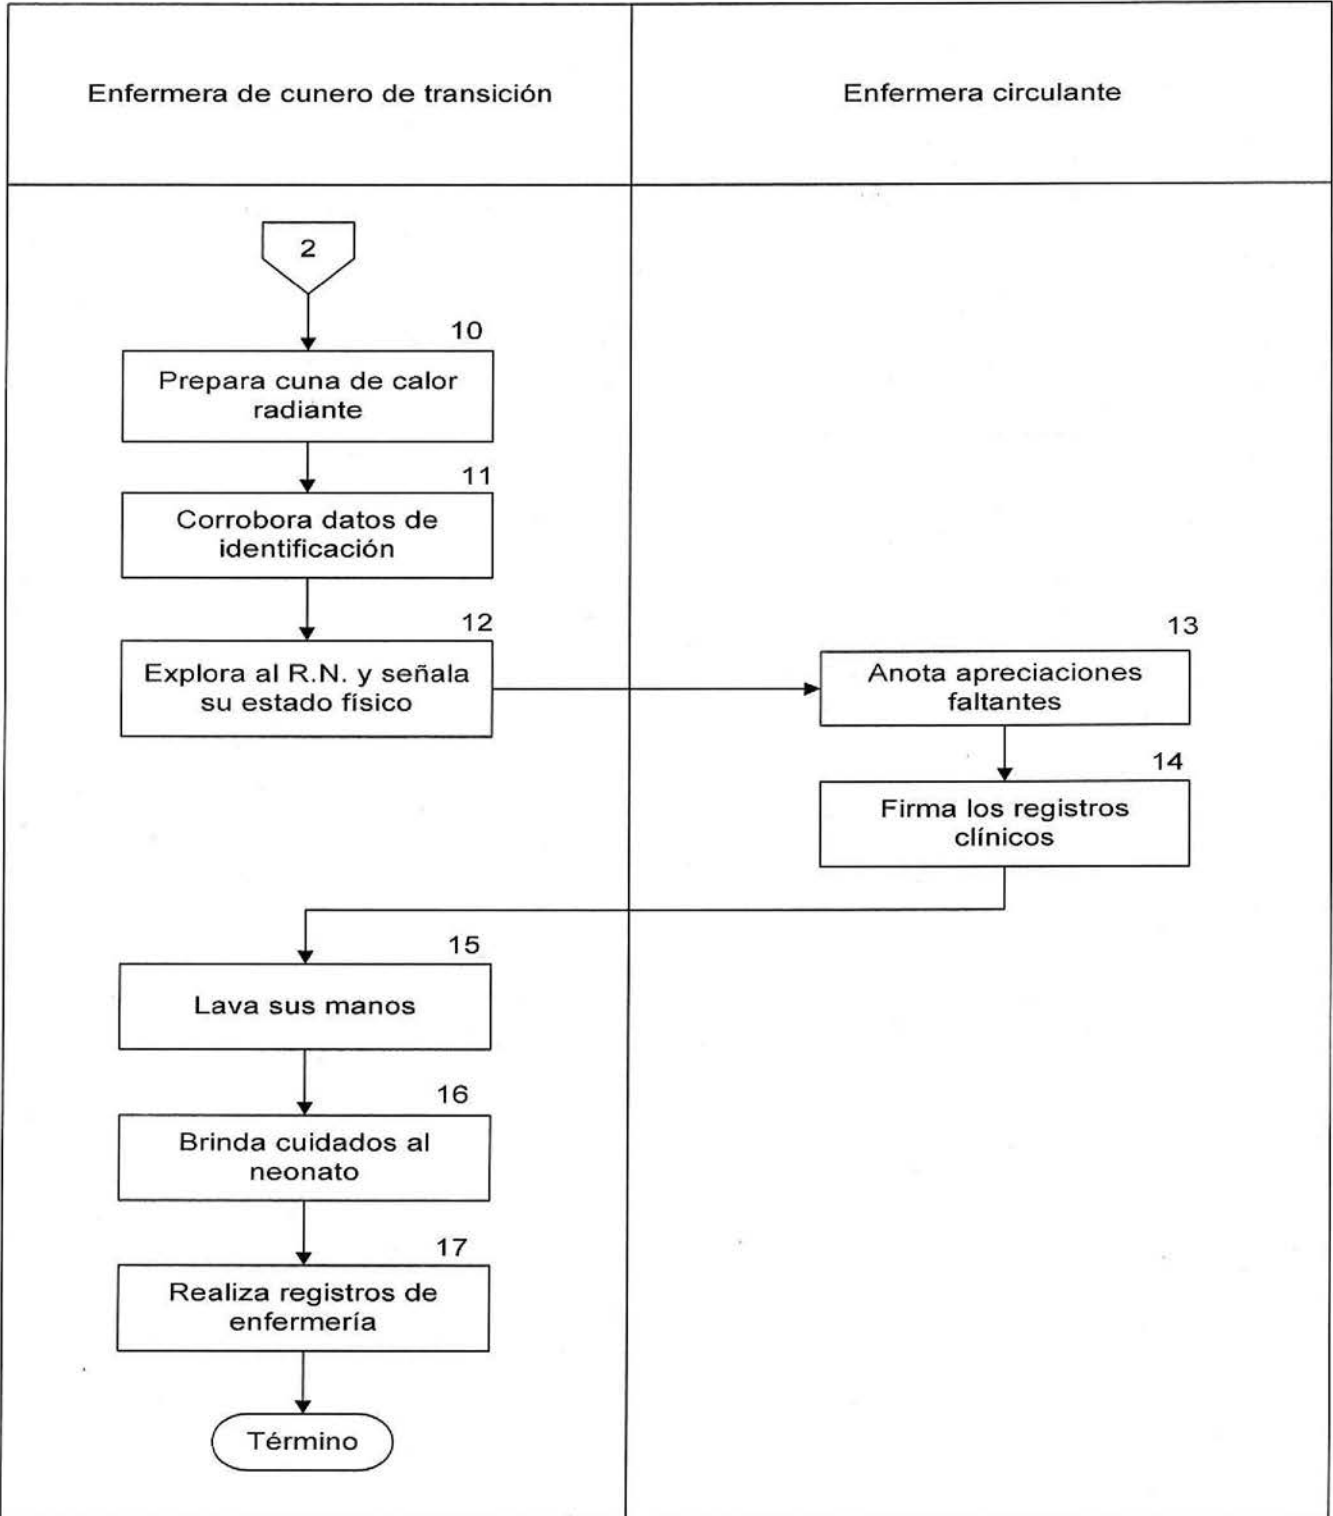 Enfermera de cunero de transición
Enfermera circulante
2
10
Prepara cuna de calor
radiante
11
Corrobora datos de
identificación
12
Explora al R.N. y señala
su estado físico
13
Anota apreciaciones
faltantes
14
Firma los registros
clínicos
15
Lava sus manos
16
Brinda cuidados al
neonato
17
Realiza registros de
enfermería
Término